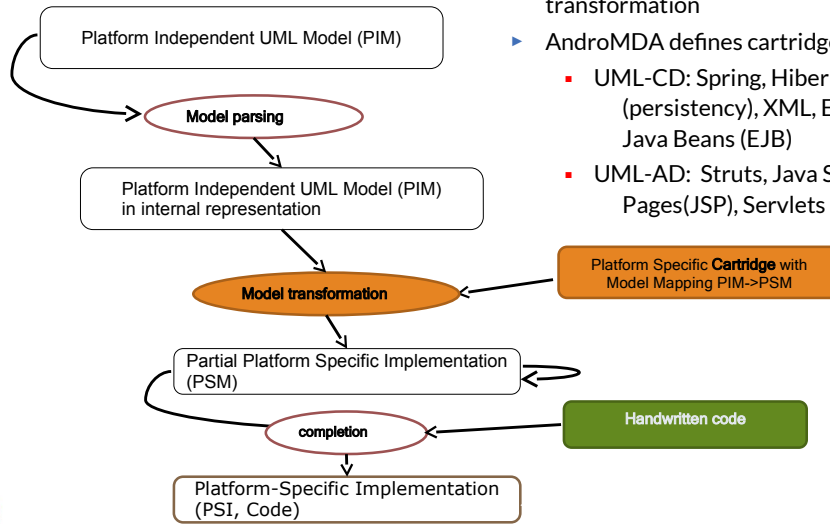 transformation
AndroMDA defines cartridge
UML-CD: Spring, Hiber
(persistency), XML, E
Java Beans (EJB)
UML-AD: Struts, Java S
Pages(JSP), Servlets
Platform Independent UML Model (PIM)
Model parsing
Platform Independent UML Model (PIM)
in internal representation
Platform Specific Cartridge with
Model Mapping PIM->PSM
Model transformation
Partial Platform Specific Implementation
(PSM)
Handwritten code
completion
Platform-Specific Implementation
(PSI, Code)